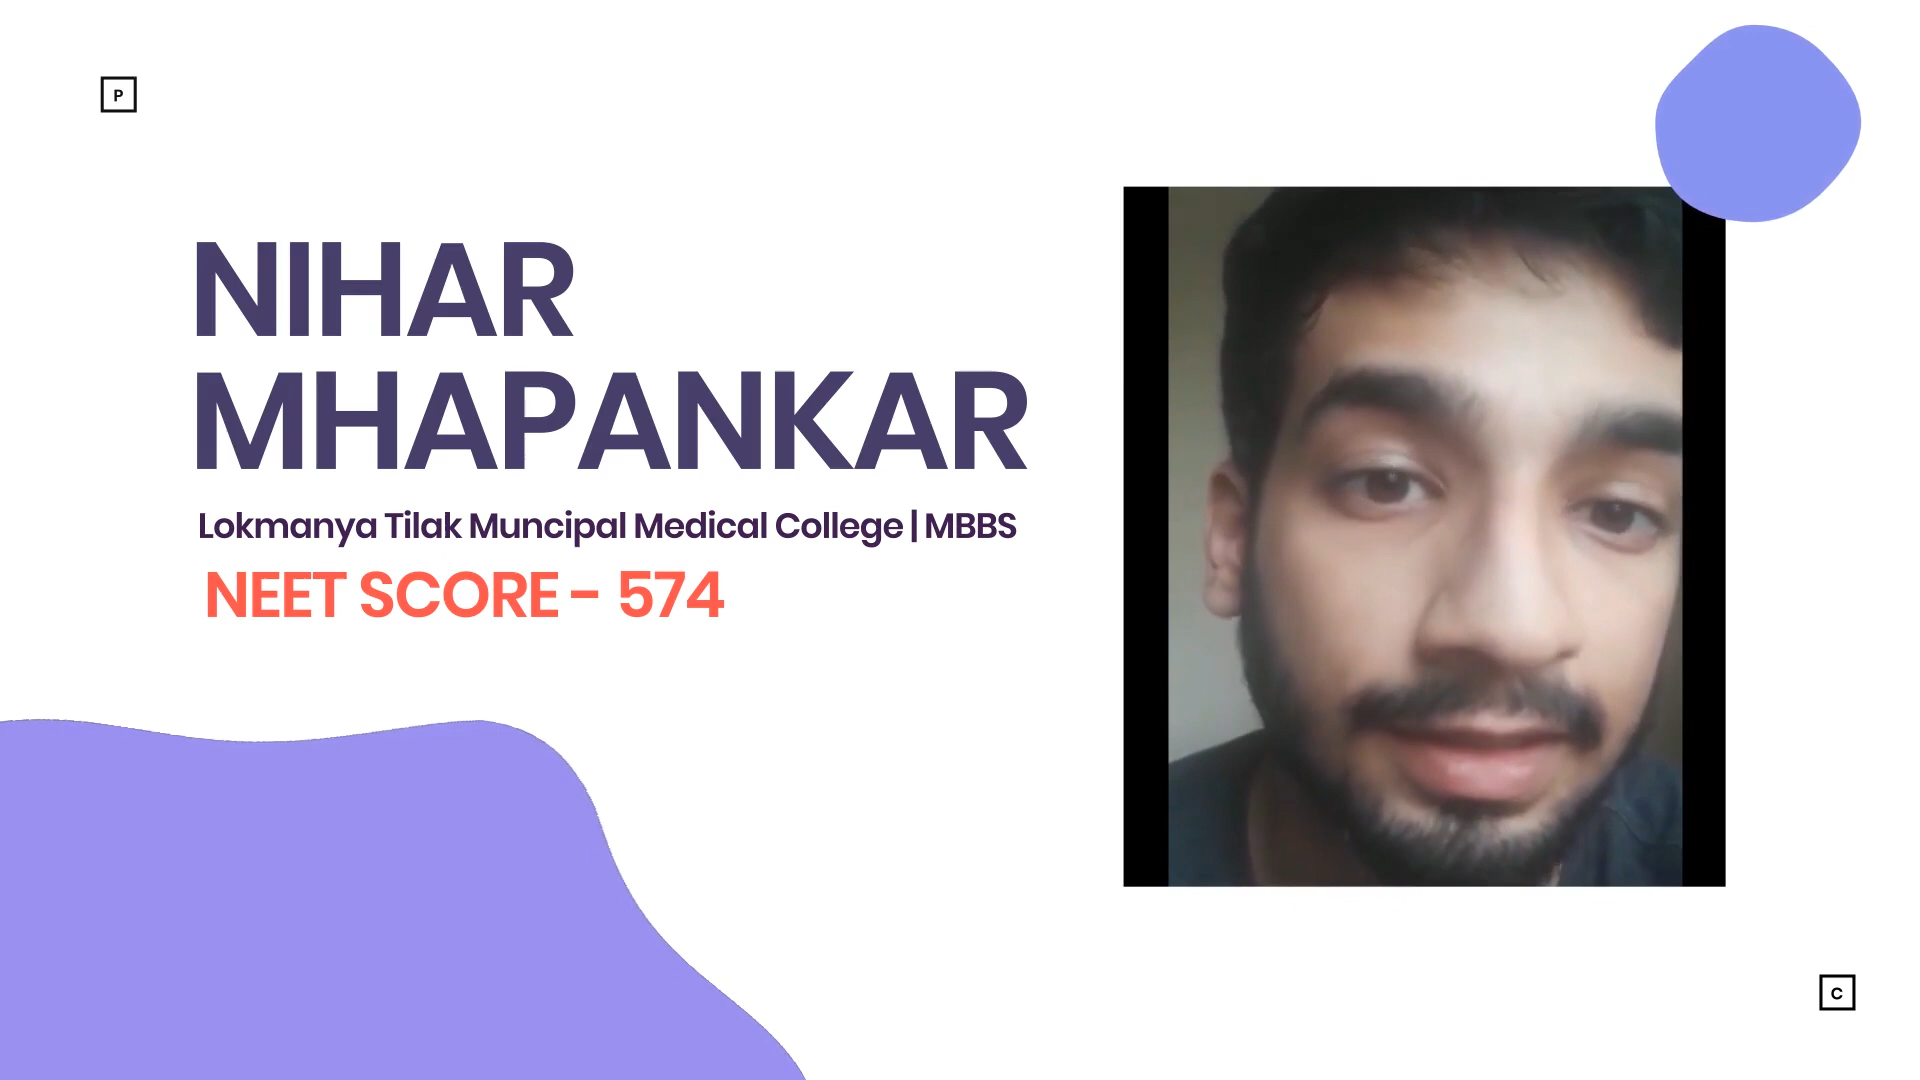 P
NIHAR
MHAPANKAR
Lokmanya Tilak Muncipal Medical College | MBBS
NEET SCORE - 574
C